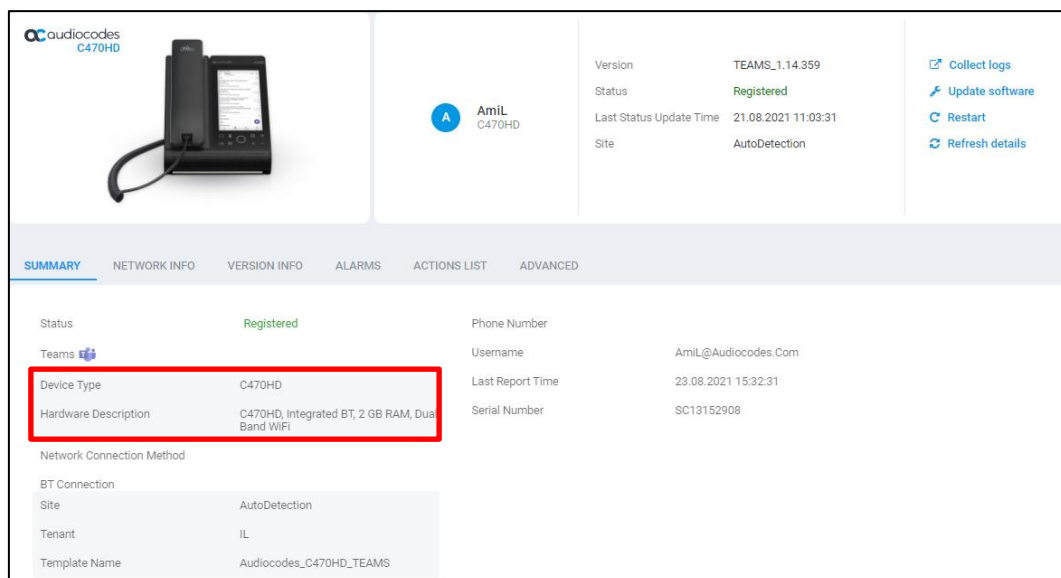 audiocodes
C470HD
A
AmiL
C470HD
Version TEAMS_1.14.359
Status Registered
Last Status Update Time 21.08.2021 11:03:31
Site AutoDetection
Collect logs
Update software
Restart
Refresh details
SUMMARY NETWORK INFO VERSION INFO ALARMS ACTIONS LIST ADVANCED
Status Registered
Teams
Device Type C470HD
Hardware Description C470HD, Integrated BT, 2 GB RAM, Dual
Band WiFi
Network Connection Method
BT Connection
Site AutoDetection
Tenant IL
Template Name Audiocodes_C470HD_TEAMS
Phone Number
Username AmiL@Audiocodes.Com
Last Report Time 23.08.2021 15:32:31
Serial Number SC13152908